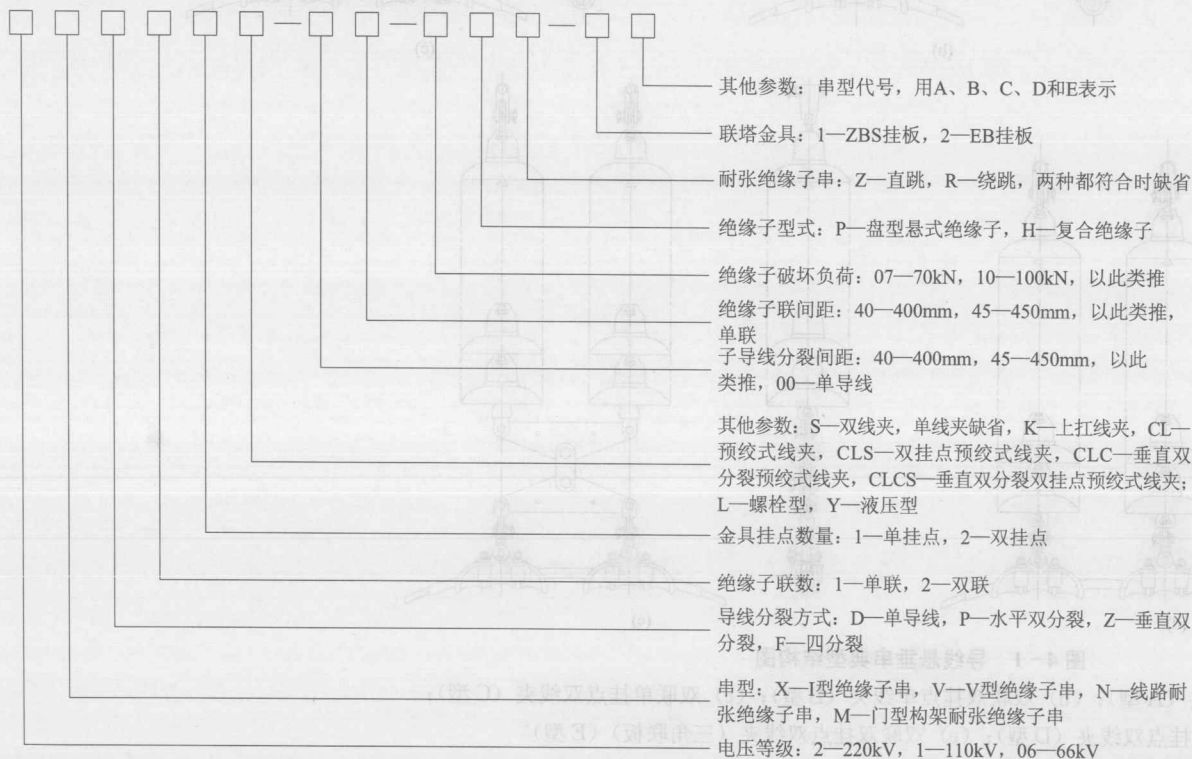 其他参数：串型代号，用A、B、C、D和E表示
联塔金具：1—ZBS挂板，2—EB挂板
耐张绝缘子串：Z—直跳，R—绕跳，两种都符合时缺省
绝缘子型式：P—盘型悬式绝缘子，H—复合绝缘子
绝缘子破坏负荷：07—70kN，10—100kN，以此类推
绝缘子联间距：40—400mm，45—450mm，以此类推，
单联
子导线分裂间距：40—400mm，45—450mm，以此
类推，00—单导线
其他参数：S—双线夹，单线夹缺省，K—上扛线夹，CL—
预绞式线夹，CLS—双挂点预绞式线夹，CLC—垂直双
分裂预绞式线夹，CLCS—垂直双分裂双挂点预绞式线夹；
L—螺栓型，Y—液压型
金具挂点数量：1—单挂点，2—双挂点
绝缘子联数：1—单联，2—双联
导线分裂方式：D—单导线，P—水平双分裂，Z—垂直双
分裂，F—四分裂
串型：X—I型绝缘子串，V—V型绝缘子串，N—线路耐
张绝缘子串，M—门型构架耐张绝缘子串
电压等级：2—220kV，1—110kV，06—66kV